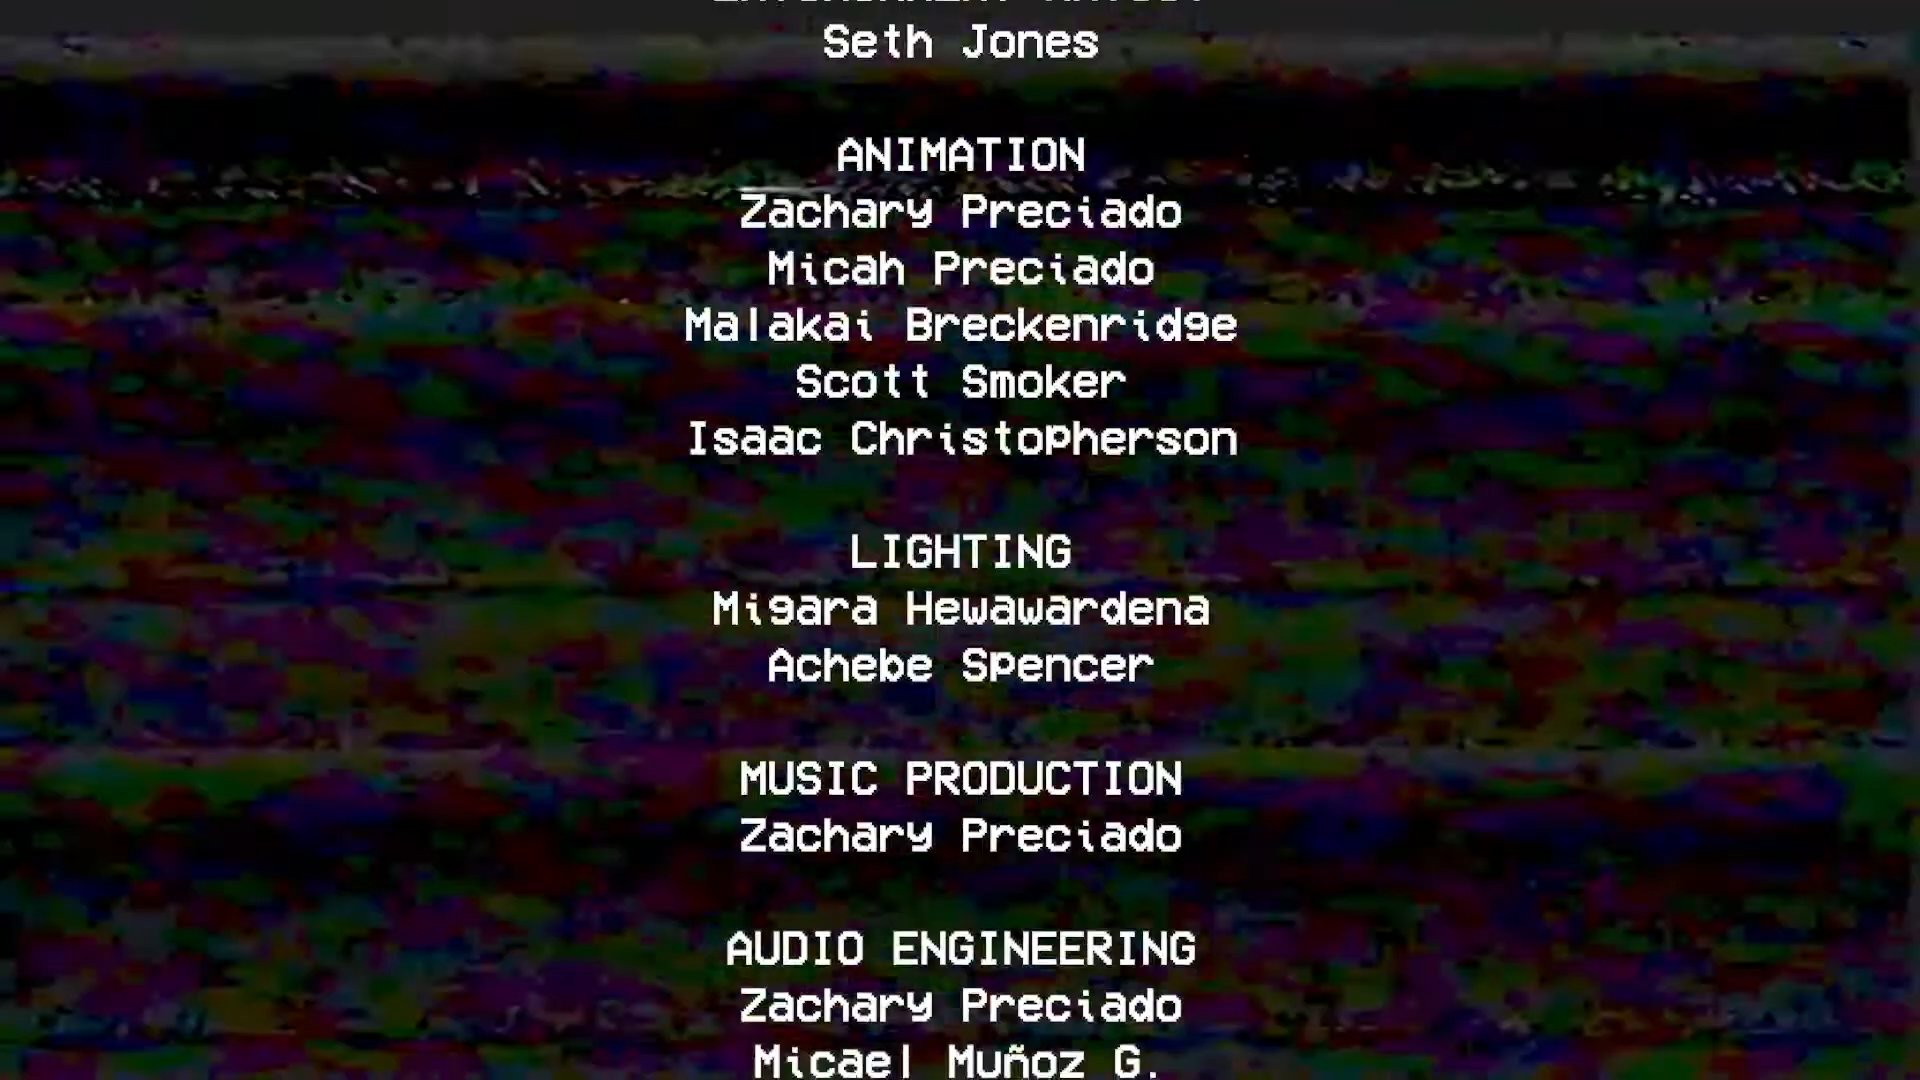 Seth Jones
ANIMATION
Zachary Preciado
Micah Preciado
Malakai Breckenridge
Scott Smoker
Isaac Christopherson
LIGHTING
Migara Hewawardena
Achebe Spencer
MUSIC PRODUCTION
Zachary Preciado
AUDIO ENGINEERING
Zachary Preciado
Micael Muñoz G.